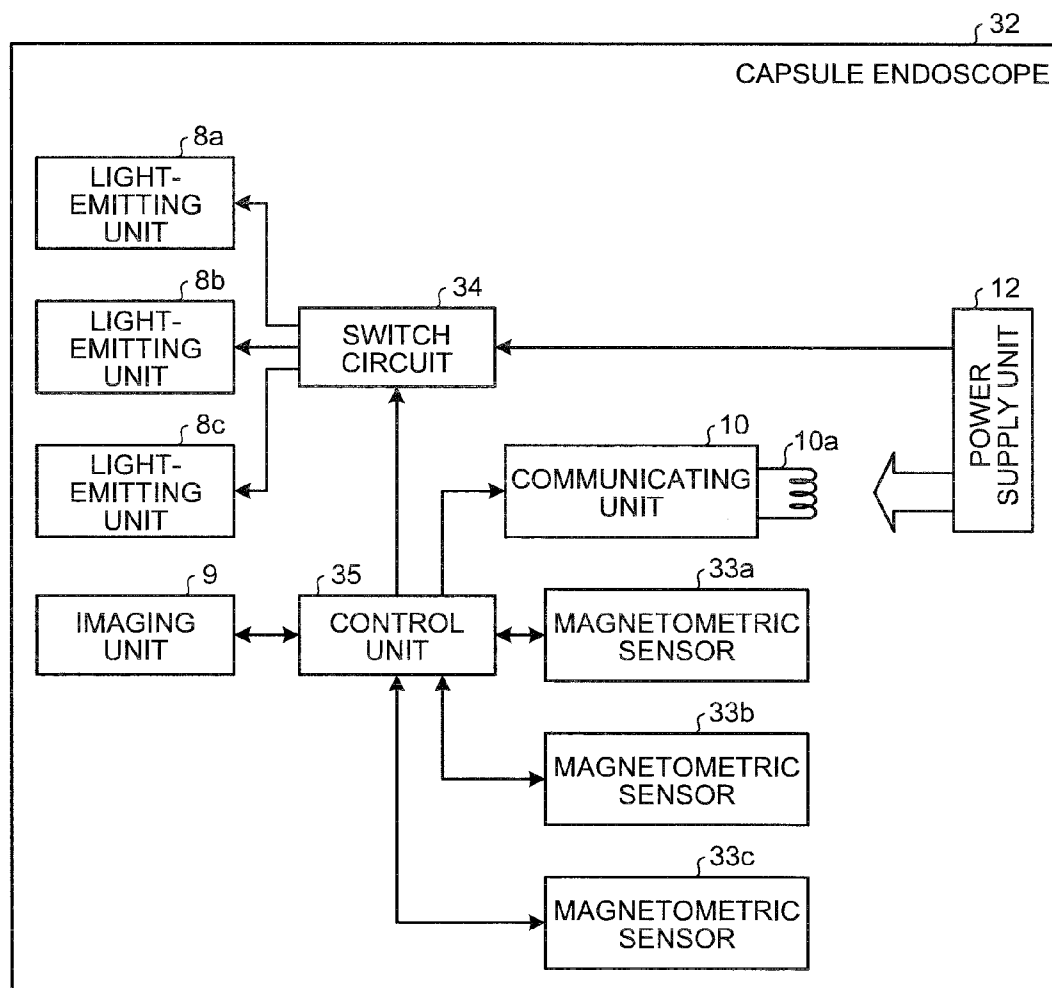 32
CAPSULE ENDOSCOPE
8a
LIGHT-
EMITTING
UNIT
8b
LIGHT-
EMITTING
UNIT
34
SWITCH
CIRCUIT
12
POWER
SUPPLY UNIT
8c
LIGHT-
EMITTING
UNIT
10
COMMUNICATING
UNIT
10a
9
IMAGING
UNIT
35
CONTROL
UNIT
33a
MAGNETOMETRIC
SENSOR
33b
MAGNETOMETRIC
SENSOR
33c
MAGNETOMETRIC
SENSOR